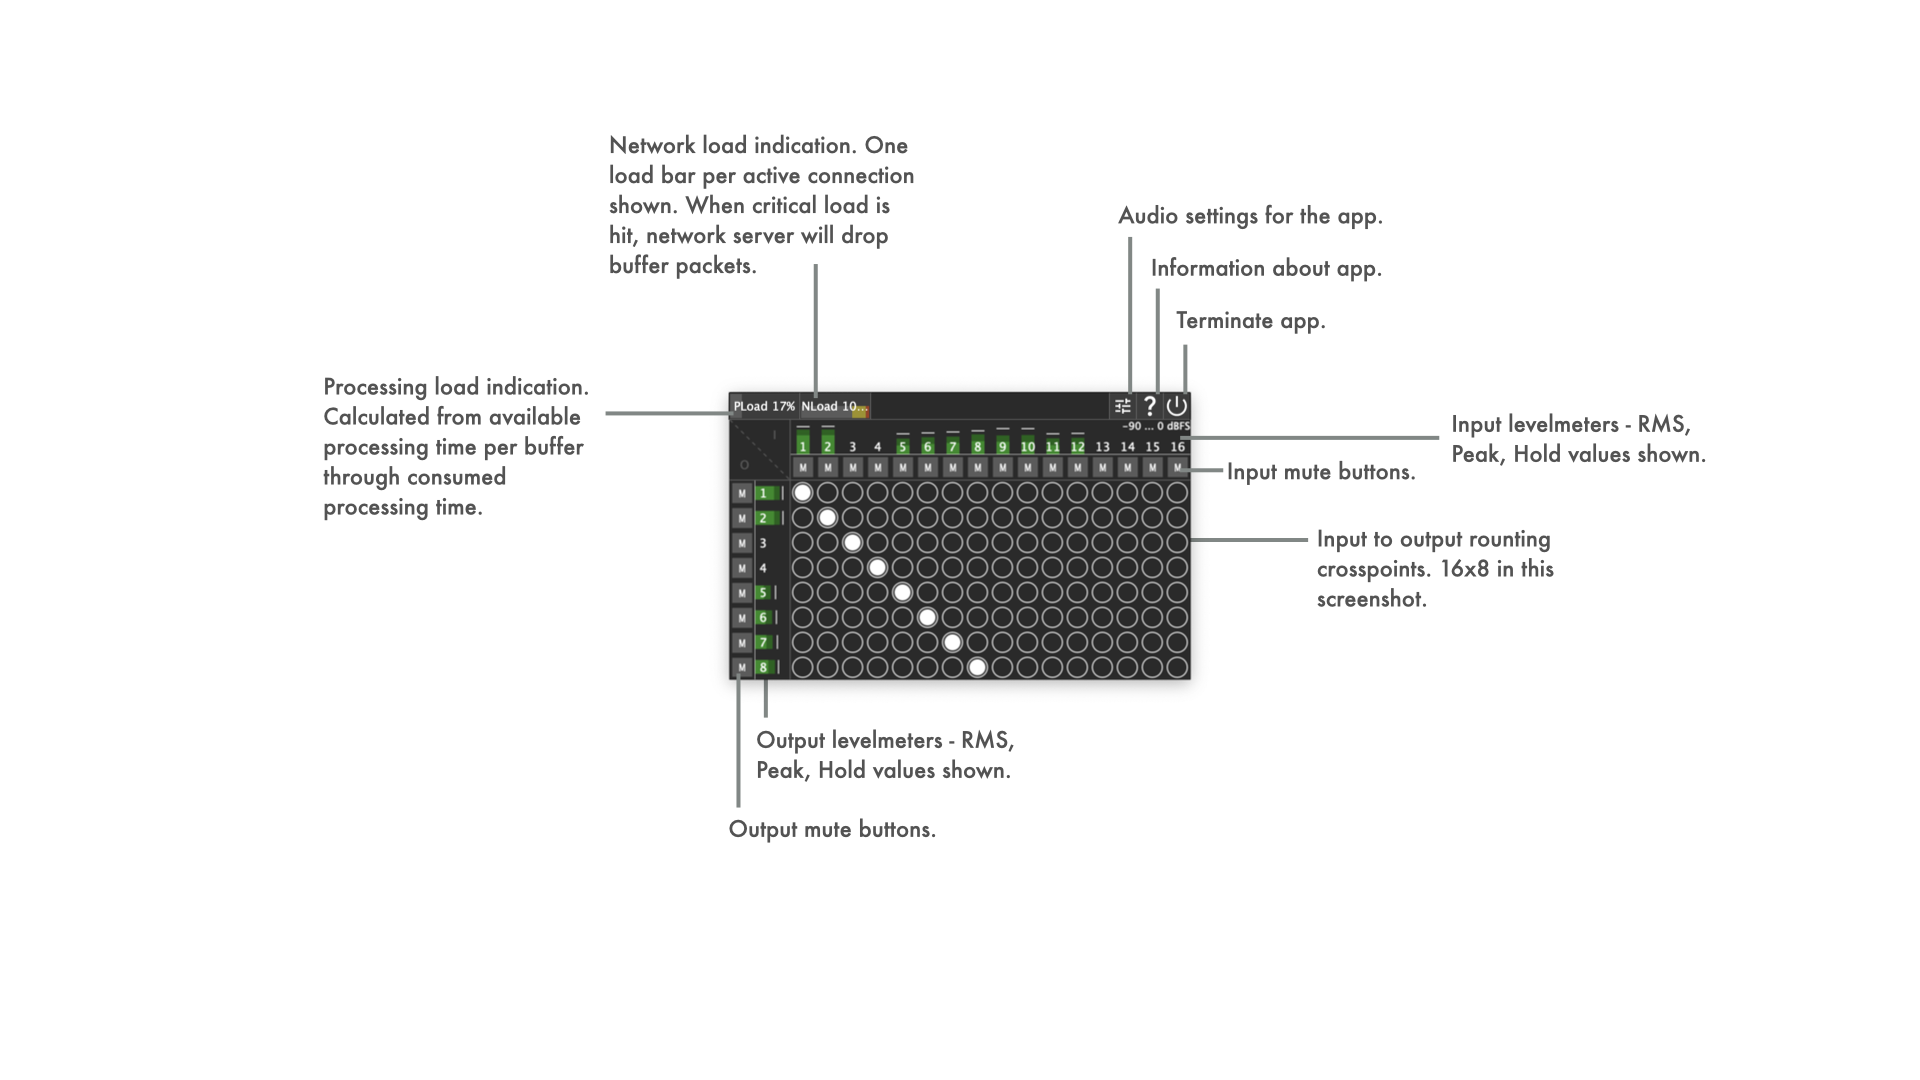 Network load indication. One
load bar per active connection
shown. When critical load is
hit, network server will drop
buffer packets.
Audio settings for the app.
Information about app.
Terminate app.
Processing load indication.
Calculated from available
processing time per buffer
through consumed
processing time.
PLoad 17% NLoad 10... ?
-90 ... 0 dBFS
I
1 2 3 4 5 6 7 8 9 10 11 12 13 14 15 16
O
M M M M M M M M M M M M M M M M
Input levelmeters - RMS,
Peak, Hold values shown.
Input mute buttons.
M 1
M 2
M 3
M 4
M 5
M 6
M 7
M 8
Input to output rounting
crosspoints. 16x8 in this
screenshot.
Output levelmeters - RMS,
Peak, Hold values shown.
Output mute buttons.